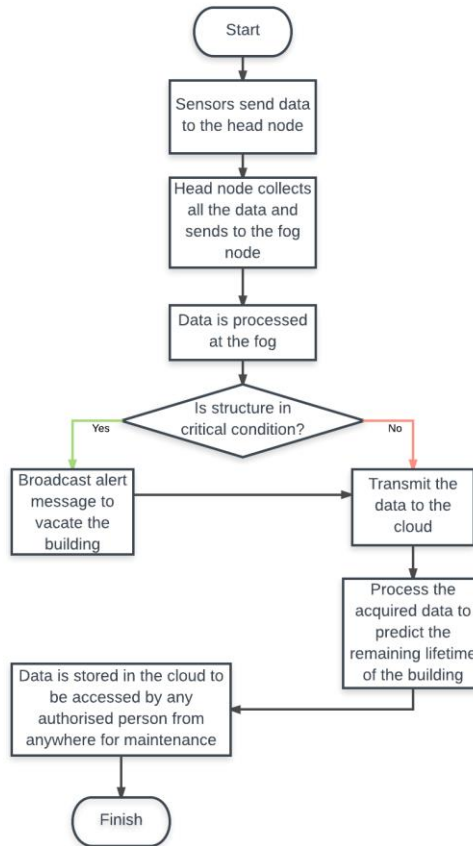 Start
Sensors send data
to the head node
Head node collects
all the data and
sends to the fog
node
Data is processed
at the fog
Is structure in
critical condition?
Yes
No
Broadcast alert
message to
vacate the
building
Transmit the
data to the
cloud
Process the
acquired data to
predict the
remaining lifetime
of the building
Data is stored in the cloud to
be accessed by any
authorised person from
anywhere for maintenance
Finish